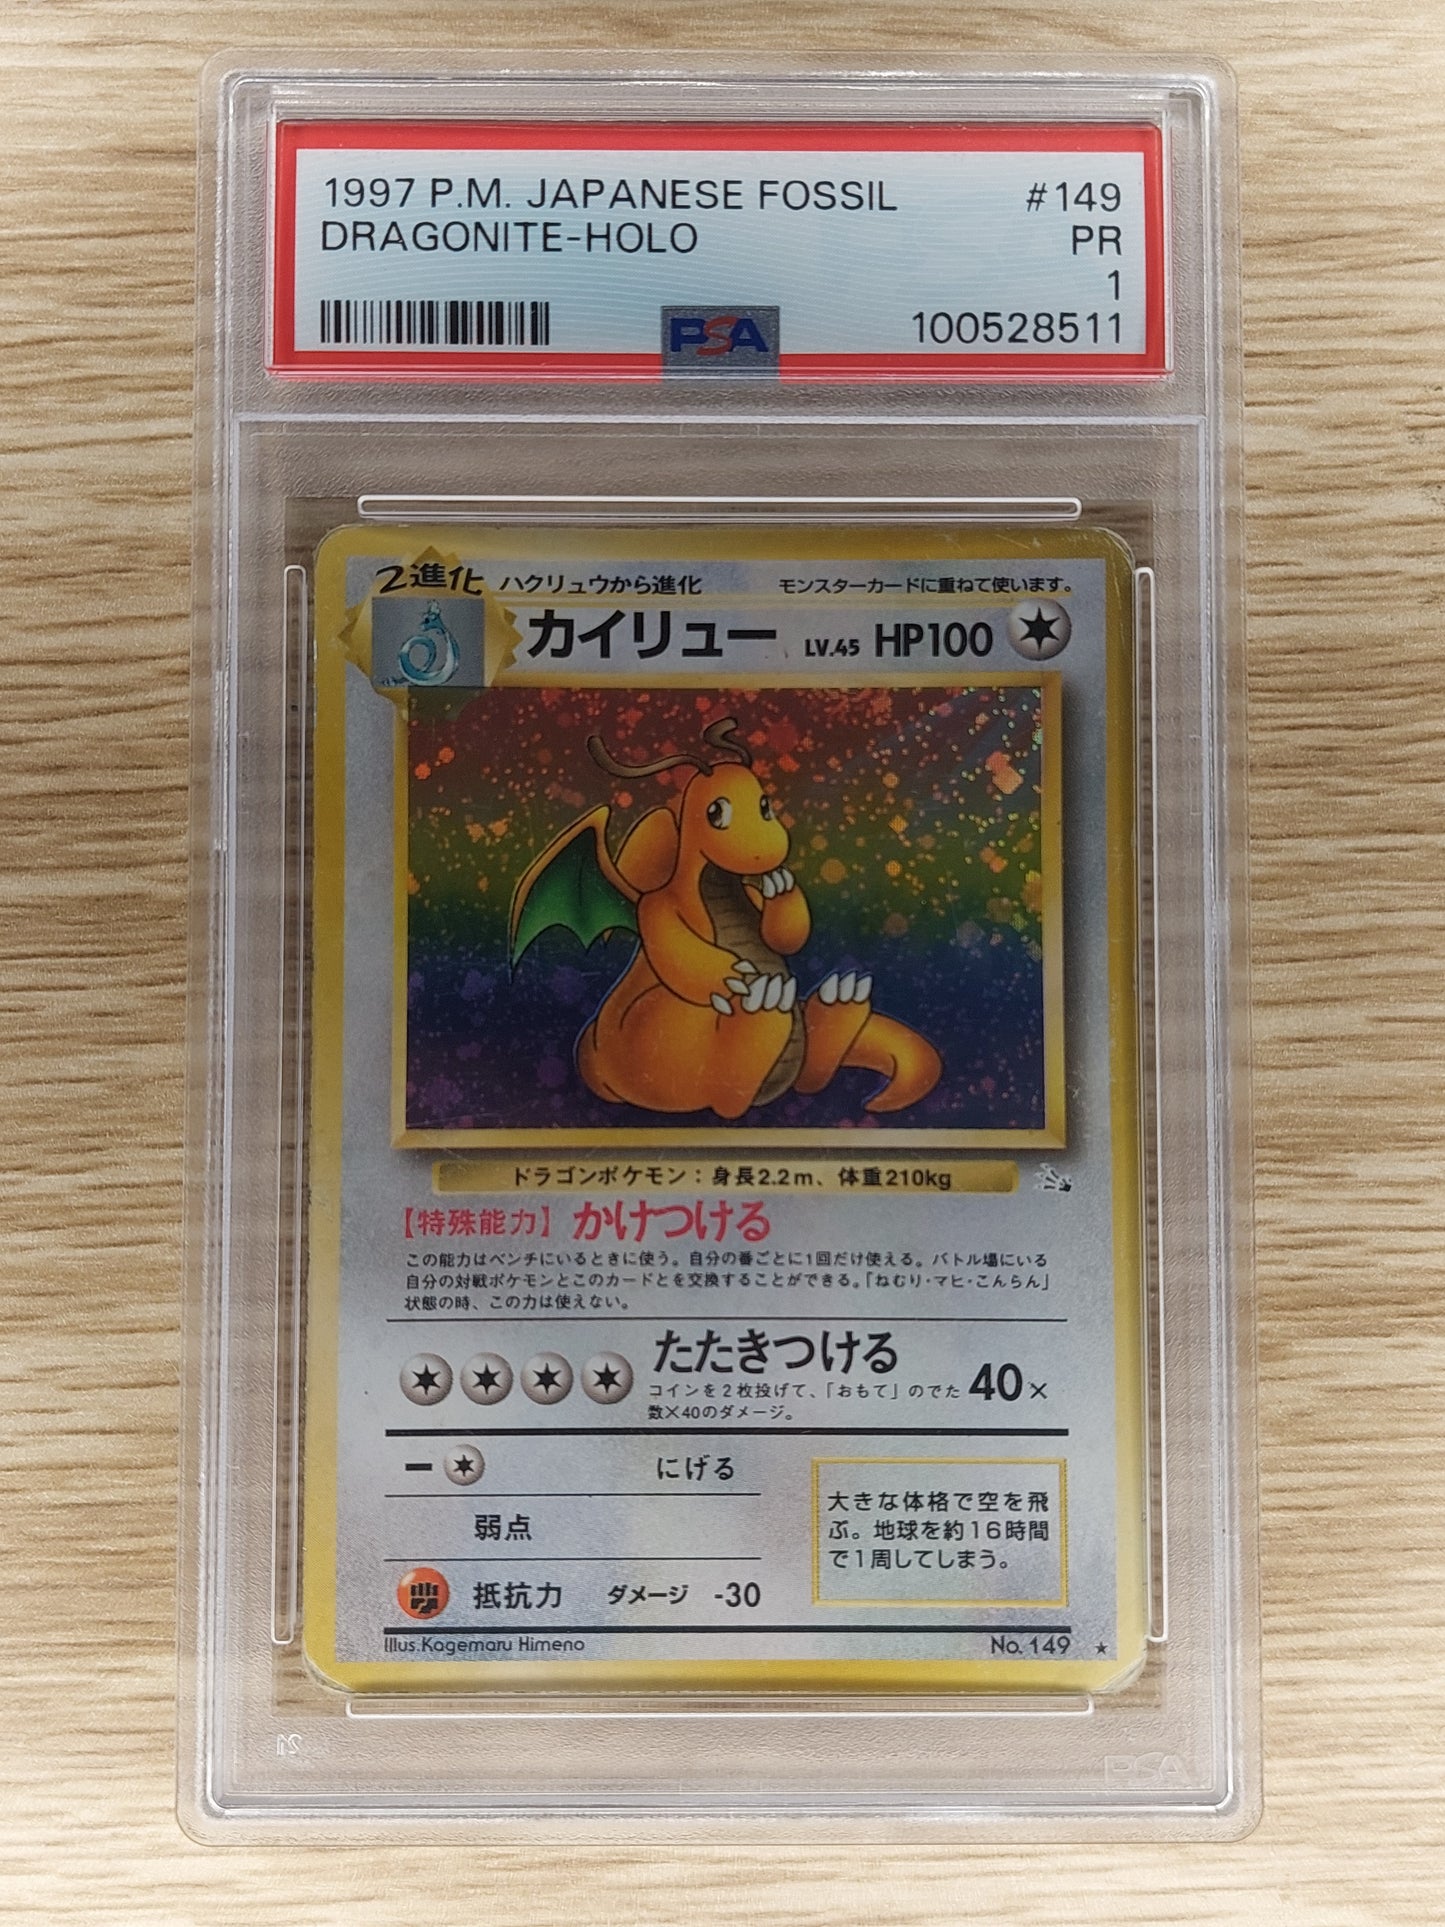 1997 P.M. JAPANESE FOSSIL #149
DRAGONITE-HOLO PR
1
PSA 100528511
2進化 ハクリュウから進化 モンスターカードに重ねて使います。
カイリュー LV.45 HP100
ドラゴンポケモン：身長2.2m、体重210kg
【特殊能力】かけつける
この能力はベンチにいるときに使う。自分の番ごとに1回だけ使える。バトル場にいる
自分の対戦ポケモンとこのカードとを交換することができる。「ねむり・マヒ・こんらん」
状態の時、この力は使えない。
たたきつける
コインを2枚投げて、「おもて」のでた 40×
数×40のダメージ。
にげる
弱点
抵抗力 ダメージ -30
大きな体格で空を飛
ぶ。地球を約16時間
で1周してしまう。
Illus.Kagemaru Himeno No. 149 ★
PSA